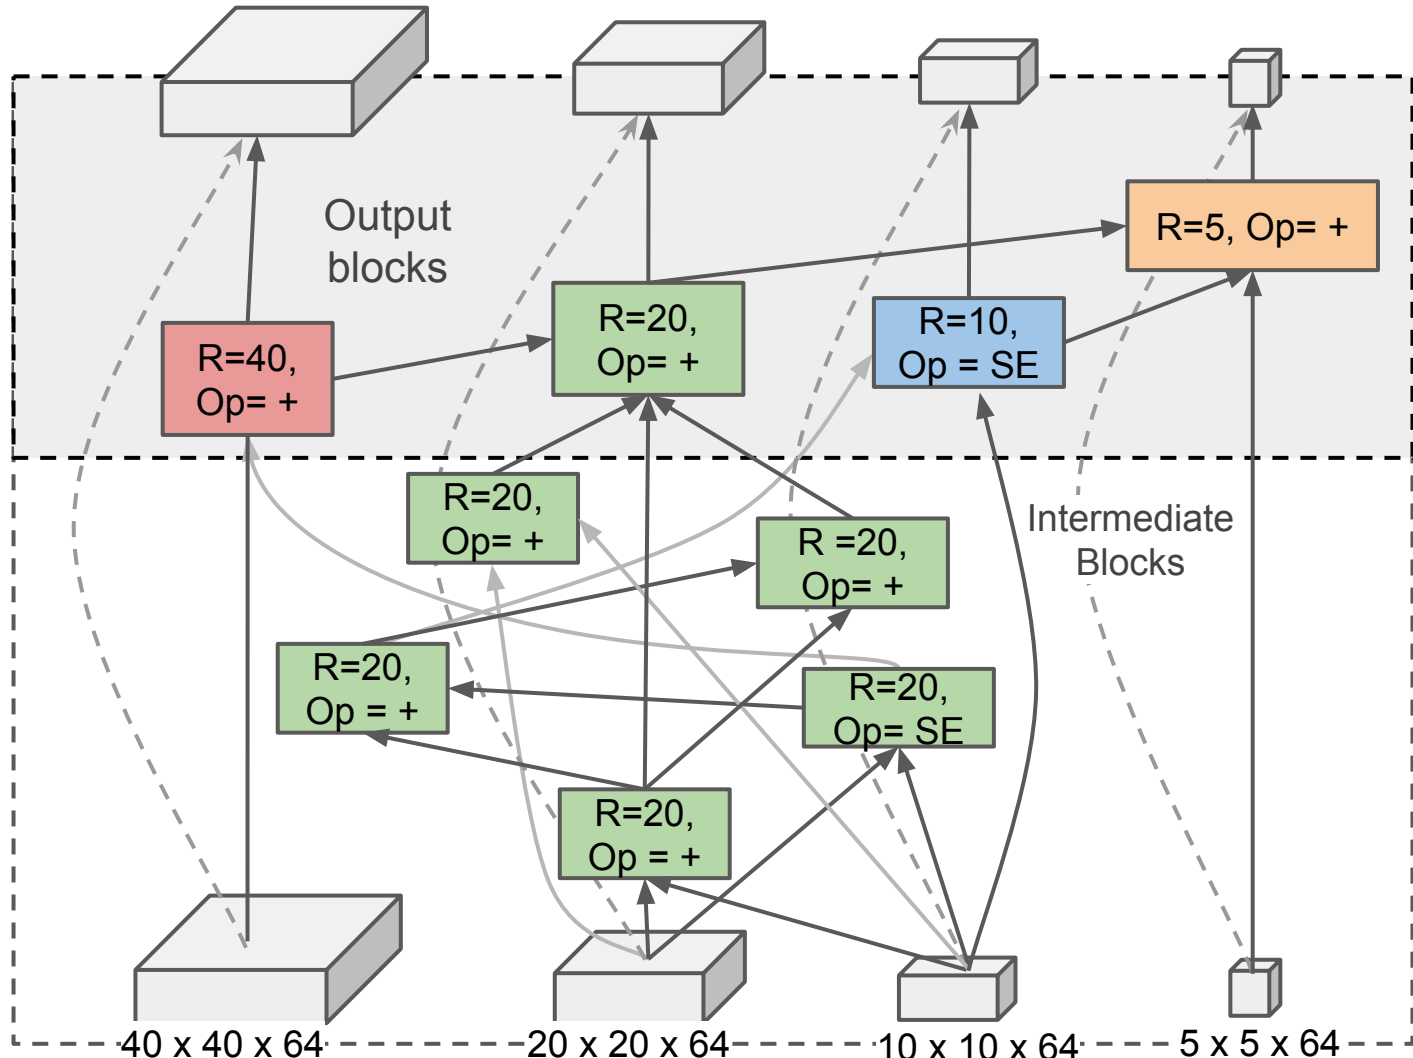 Output
blocks
R=5, Op= +
R=40,
Op= +
R=20,
Op= +
R=10,
Op = SE
R=20,
Op= +
R =20,
Op= +
Intermediate
Blocks
R=20,
Op = +
R=20,
Op= SE
R=20,
Op = +
40 x 40 x 64
20 x 20 x 64
10 x 10 x 64
5 x 5 x 64